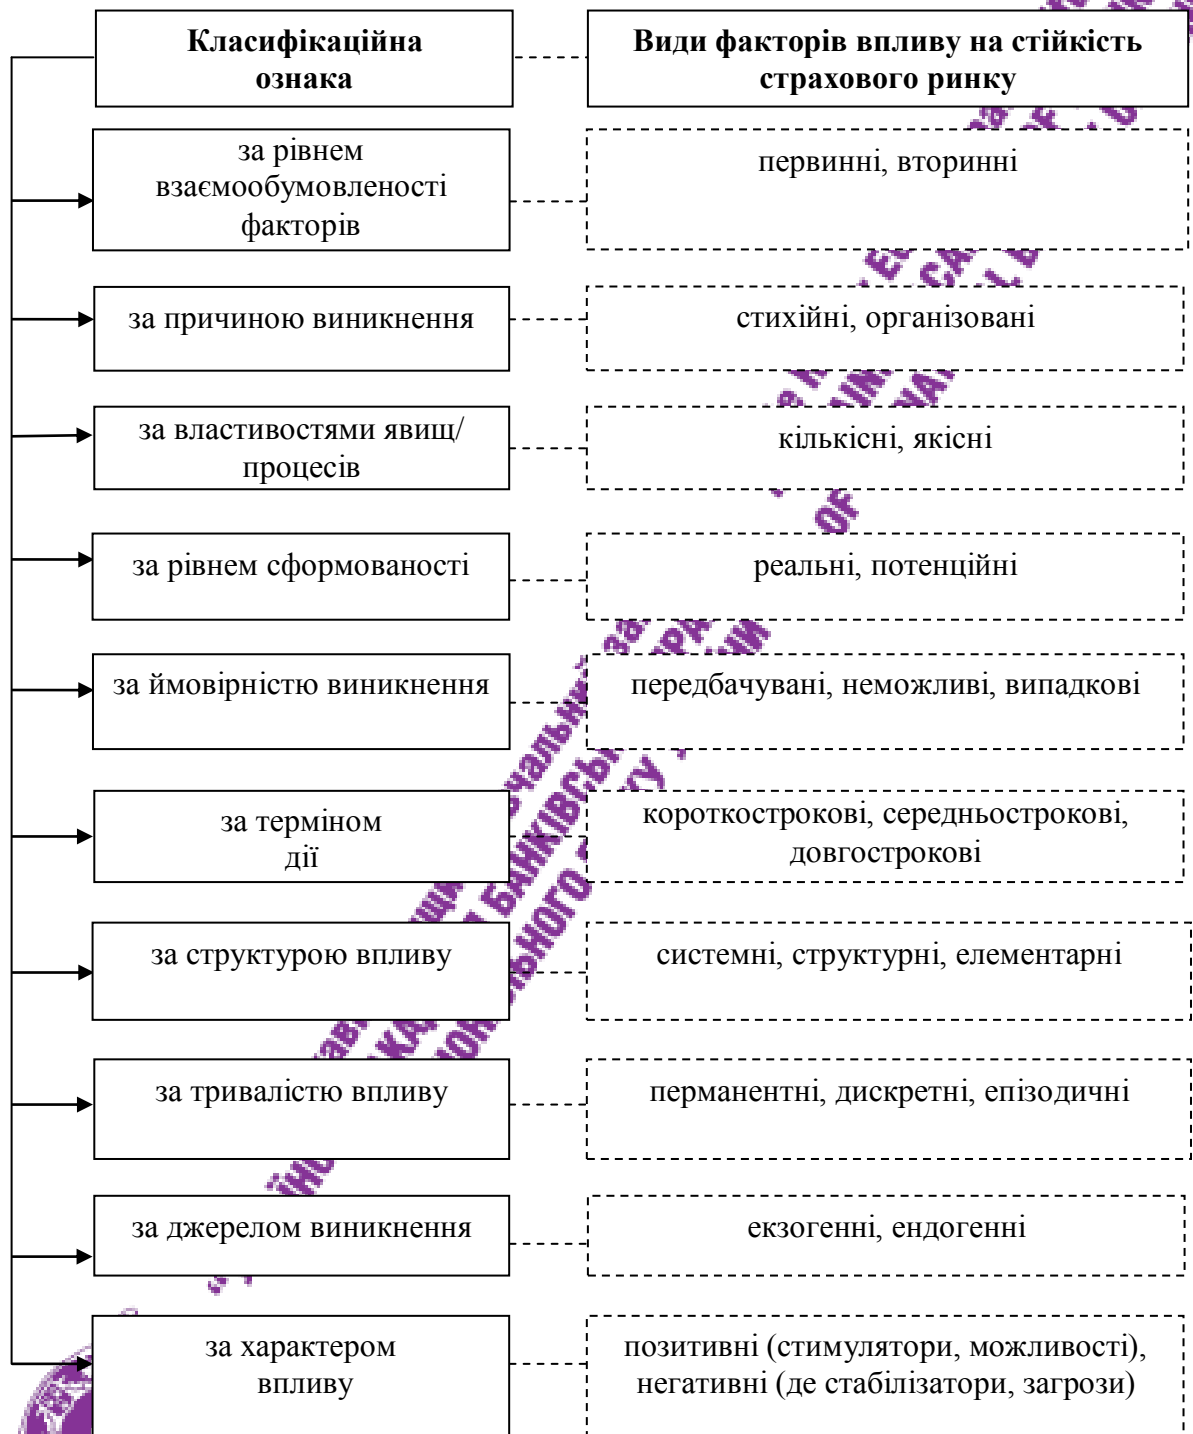 Класифікаційна
ознака
Види факторів впливу на стійкість
страхового ринку
за рівнем
взаємообумовленості
факторів
первинні, вторинні
за причиною виникнення
стихійні, організовані
за властивостями явищ/
процесів
кількісні, якісні
за рівнем сформованості
реальні, потенційні
за ймовірністю виникнення
передбачувані, неможливі, випадкові
за терміном
дії
короткострокові, середньострокові,
довгострокові
за структурою впливу
системні, структурні, елементарні
за тривалістю впливу
перманентні, дискретні, епізодичні
за джерелом виникнення
екзогенні, ендогенні
за характером
впливу
позитивні (стимулятори, можливості),
негативні (де стабілізатори, загрози)